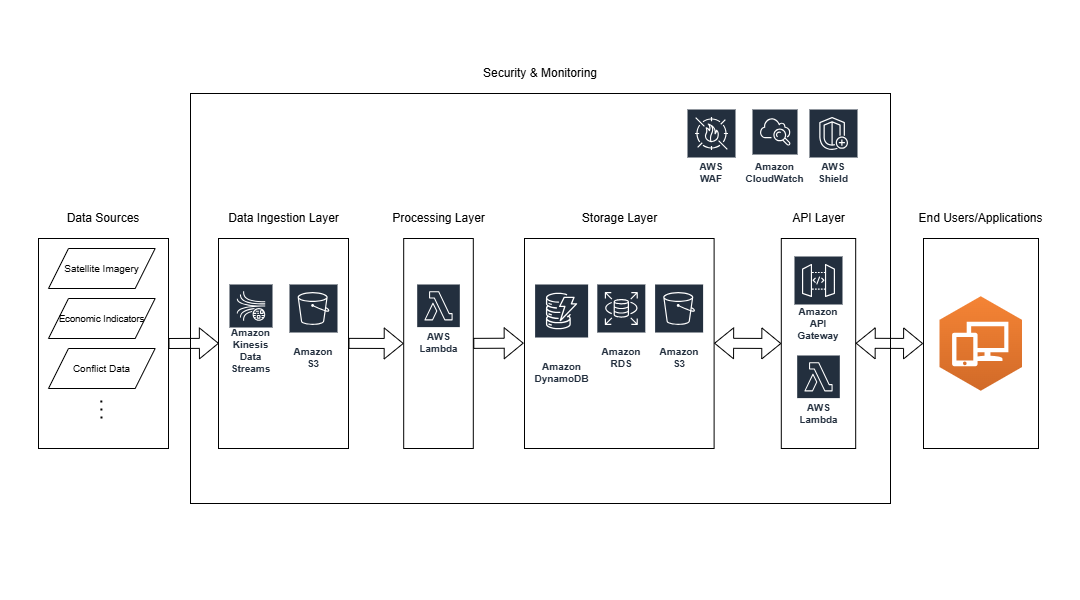 Security & Monitoring
AWS
WAF
Amazon
CloudWatch
AWS
Shield
Data Sources
Satellite Imagery
Economic Indicators
Conflict Data
Data Ingestion Layer
Amazon
Kinesis
Data
Streams
Amazon
S3
Processing Layer
AWS
Lambda
Storage Layer
Amazon
DynamoDB
Amazon
RDS
Amazon
S3
API Layer
Amazon
API
Gateway
AWS
Lambda
End Users/Applications